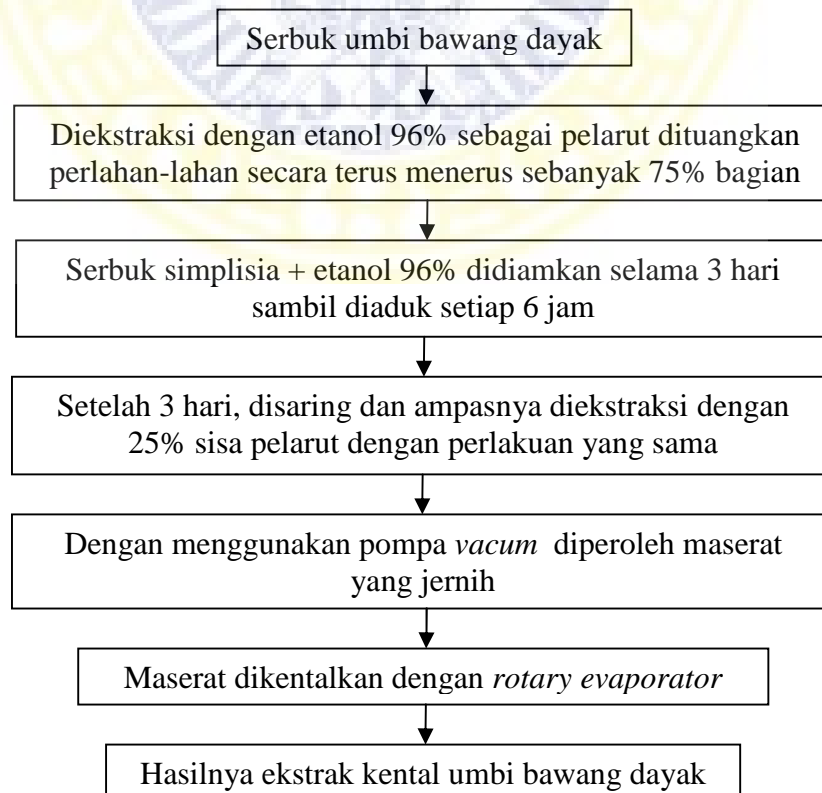 Serbuk umbi bawang dayak
Diekstraksi dengan etanol 96% sebagai pelarut dituangkan
perlahan-lahan secara terus menerus sebanyak 75% bagian
Serbuk simplisia + etanol 96% didiamkan selama 3 hari
sambil diaduk setiap 6 jam
Setelah 3 hari, disaring dan ampasnya diekstraksi dengan
25% sisa pelarut dengan perlakuan yang sama
Dengan menggunakan pompa vacum diperoleh maserat
yang jernih
Maserat dikentalkan dengan rotary evaporator
Hasilnya ekstrak kental umbi bawang dayak